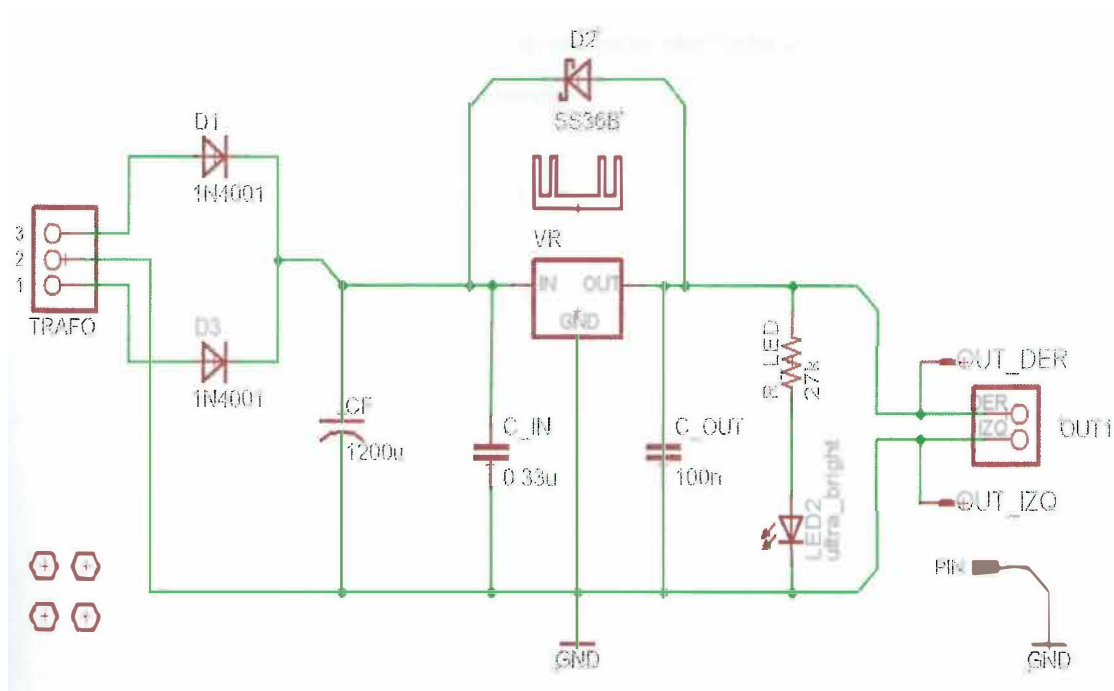 D2
SS36B
D1
1N4001
VR
IN OUT
GND
3
2
1
TRAFO
D3
1N4001
CF
1200u
C_IN
0.33u
C_OUT
100n
R_LED
27k
LED2
ultra_bright
OUT_DER
DER
IZQ
OUT1
OUT_IZQ
PIN
GND
GND